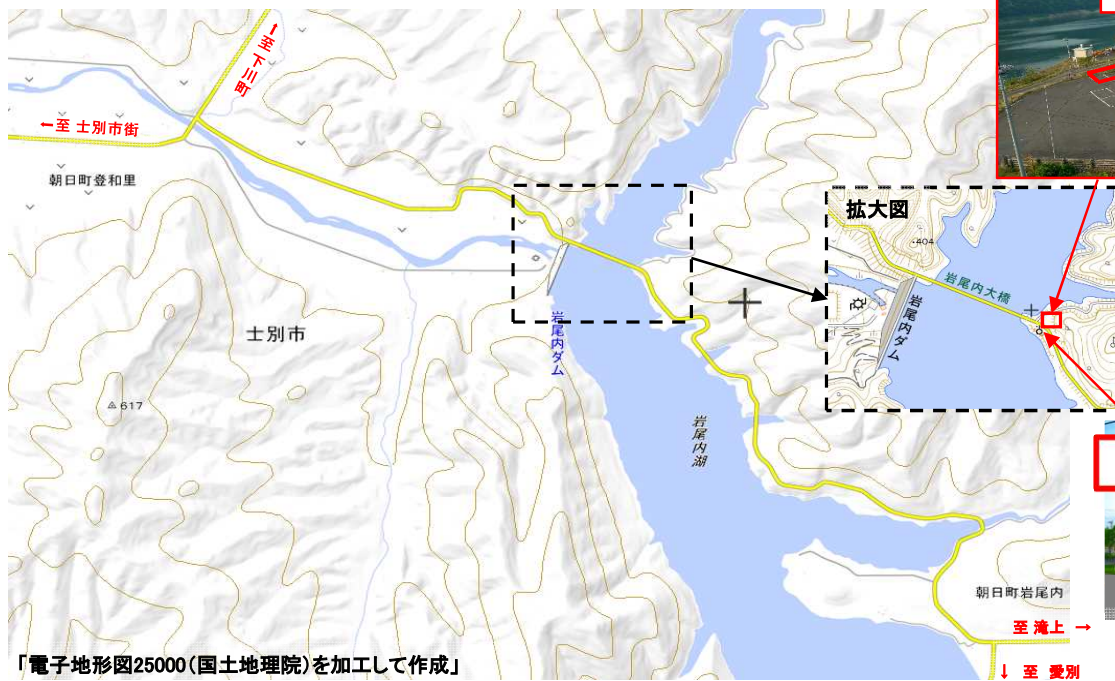 ↑至 下川町
←至 士別市街
朝日町登和里
拡大図
・404
岩尾内大橋
岩尾内ダム
士別市
岩尾内ダム
617
岩尾内湖
朝日町岩尾内
至 滝上 →
↓ 至 愛別
「電子地形図25000(国土地理院)を加工して作成」